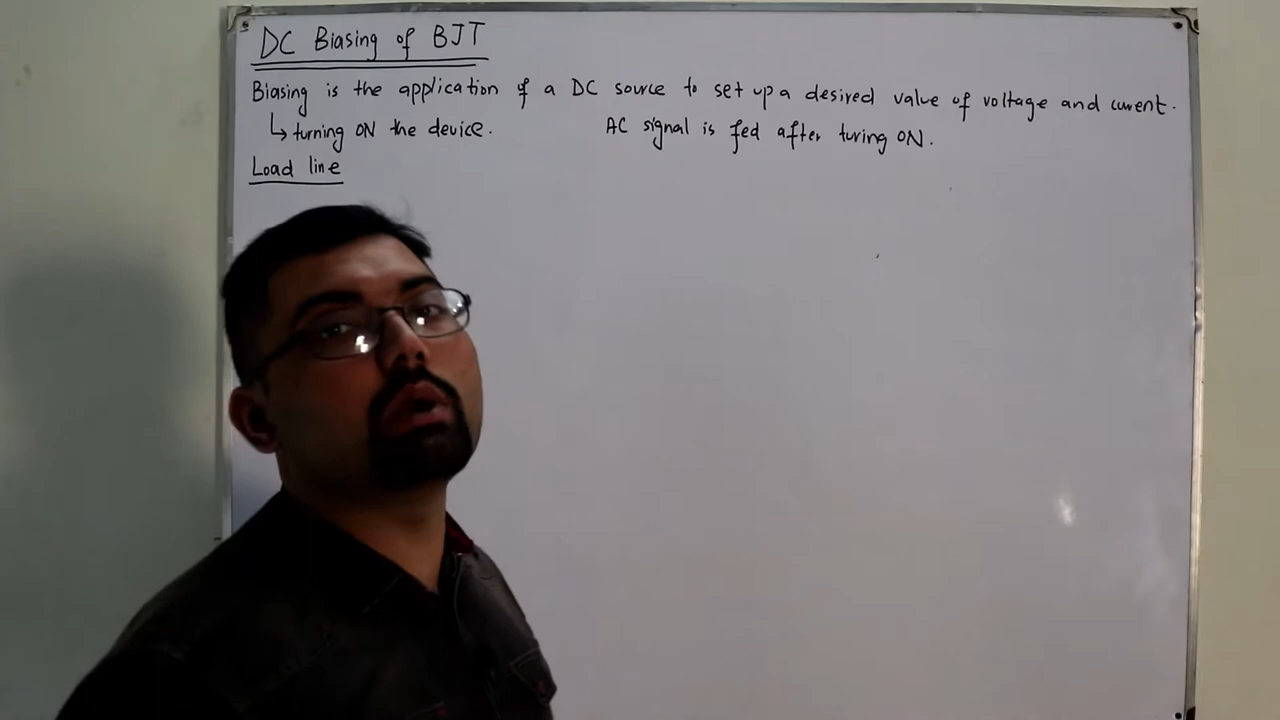 DC Biasing of BJT
Biasing is the application of a DC source to set up a desired value of voltage and current.
↳ turning ON the device. AC signal is fed after turing ON.
Load line